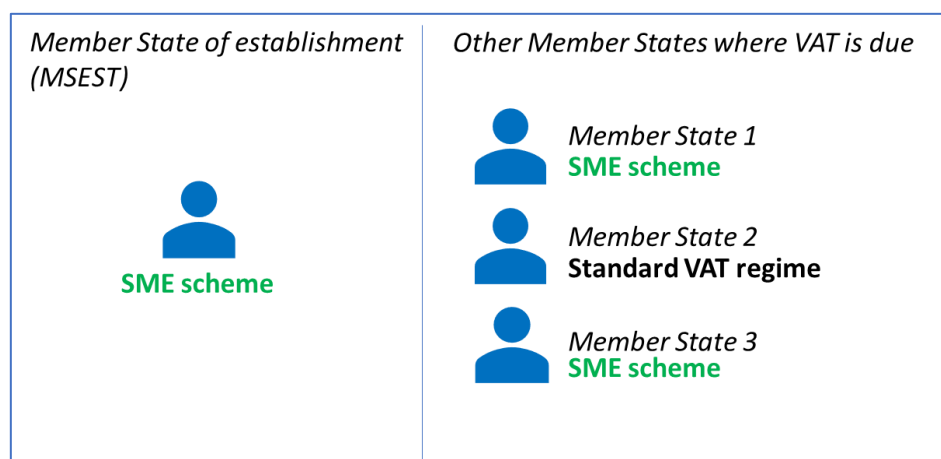 Member State of establishment
(MSEST)
SME scheme
Other Member States where VAT is due
Member State 1
SME scheme
Member State 2
Standard VAT regime
Member State 3
SME scheme